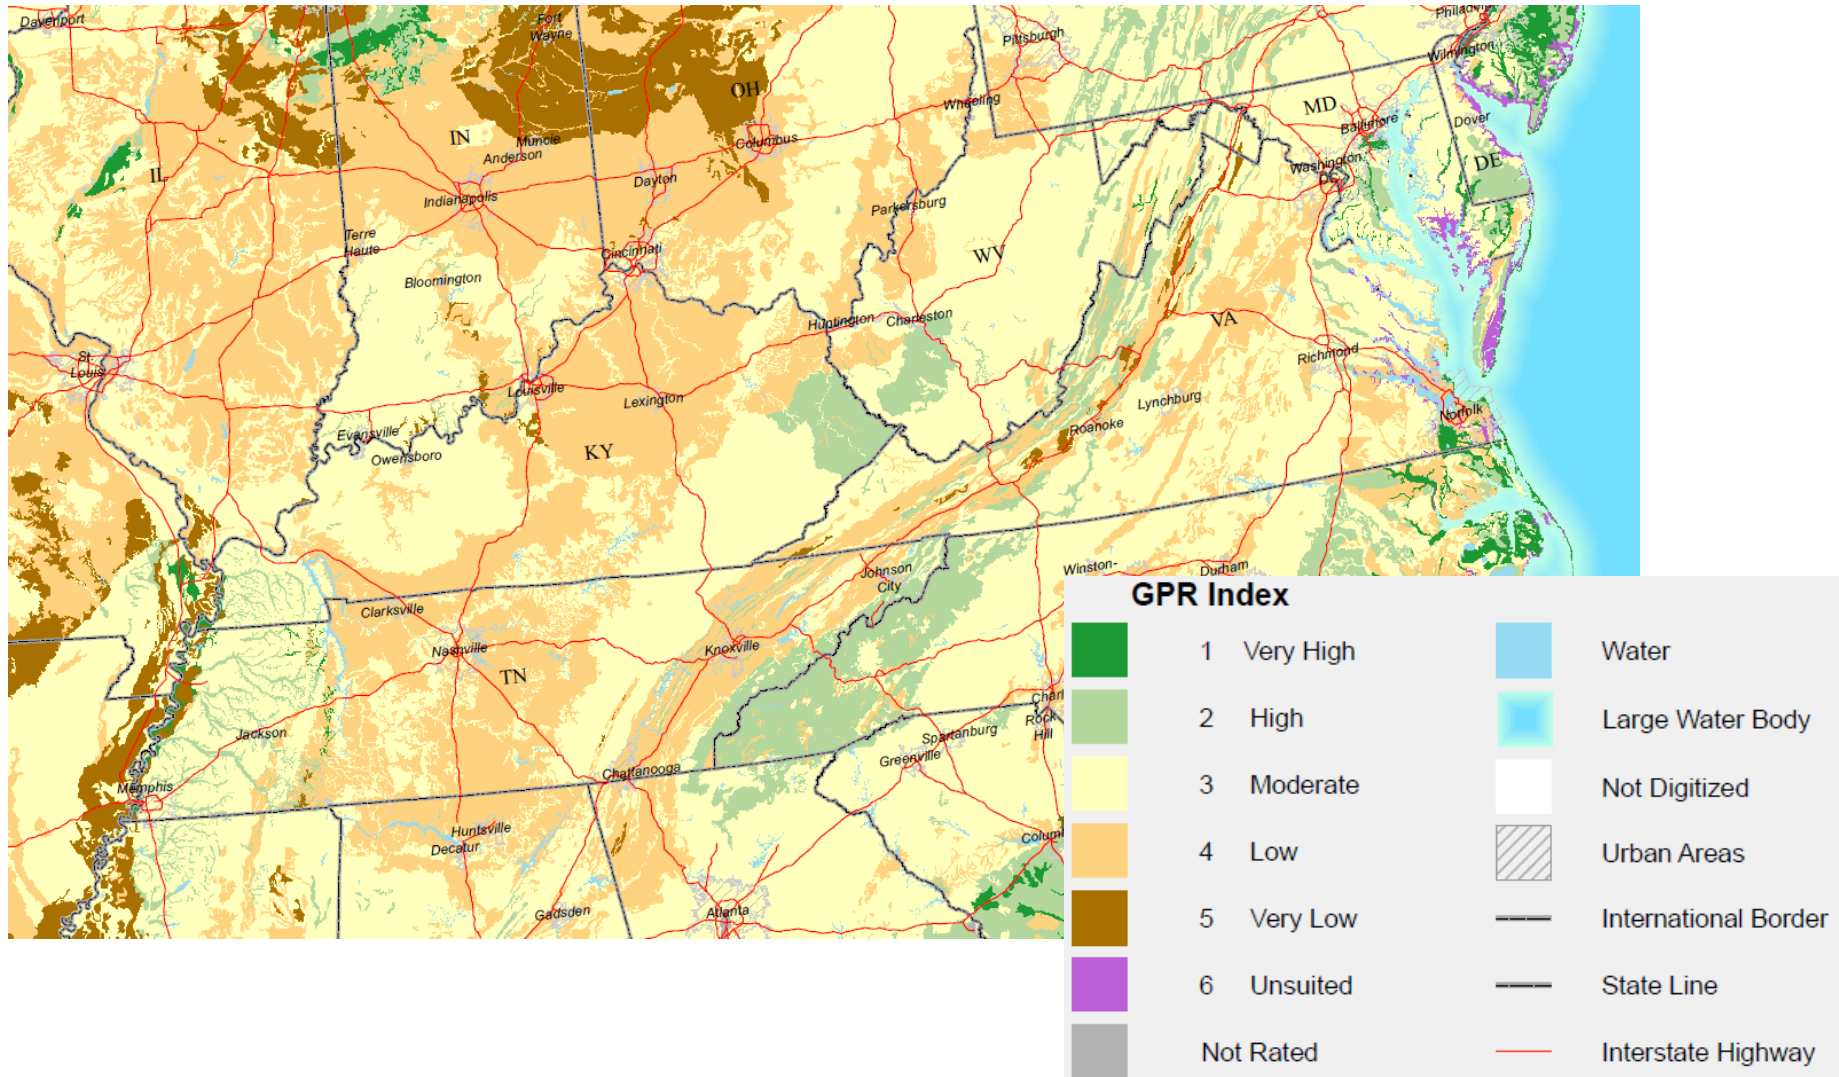 Davenport
Fort
Wayne
Pittsburgh
Wilmington
OH
Wheeling
MD
Baltimore
Dover
IN
Muncie
Anderson
Columbus
Washington
DC
DE
IL
Dayton
Indianapolis
Parkersburg
Terre
Haute
Cincinnati
WV
Bloomington
Huntington
Charleston
VA
St.
Louis
Richmond
Louisville
Lexington
Lynchburg
Norfolk
Evansville
Owensboro
KY
Roanoke
Johnson
City
Winston-
Durham
Clarksville
Nashville
Knoxville
TN
Jackson
Rock
Hill
Spartanburg
Greenville
Chattanooga
Memphis
Huntsville
Decatur
Gadsden
Atlanta
GPR Index
1 Very High
Water
2 High
Large Water Body
3 Moderate
Not Digitized
4 Low
Urban Areas
5 Very Low
International Border
6 Unsuited
State Line
Not Rated
Interstate Highway